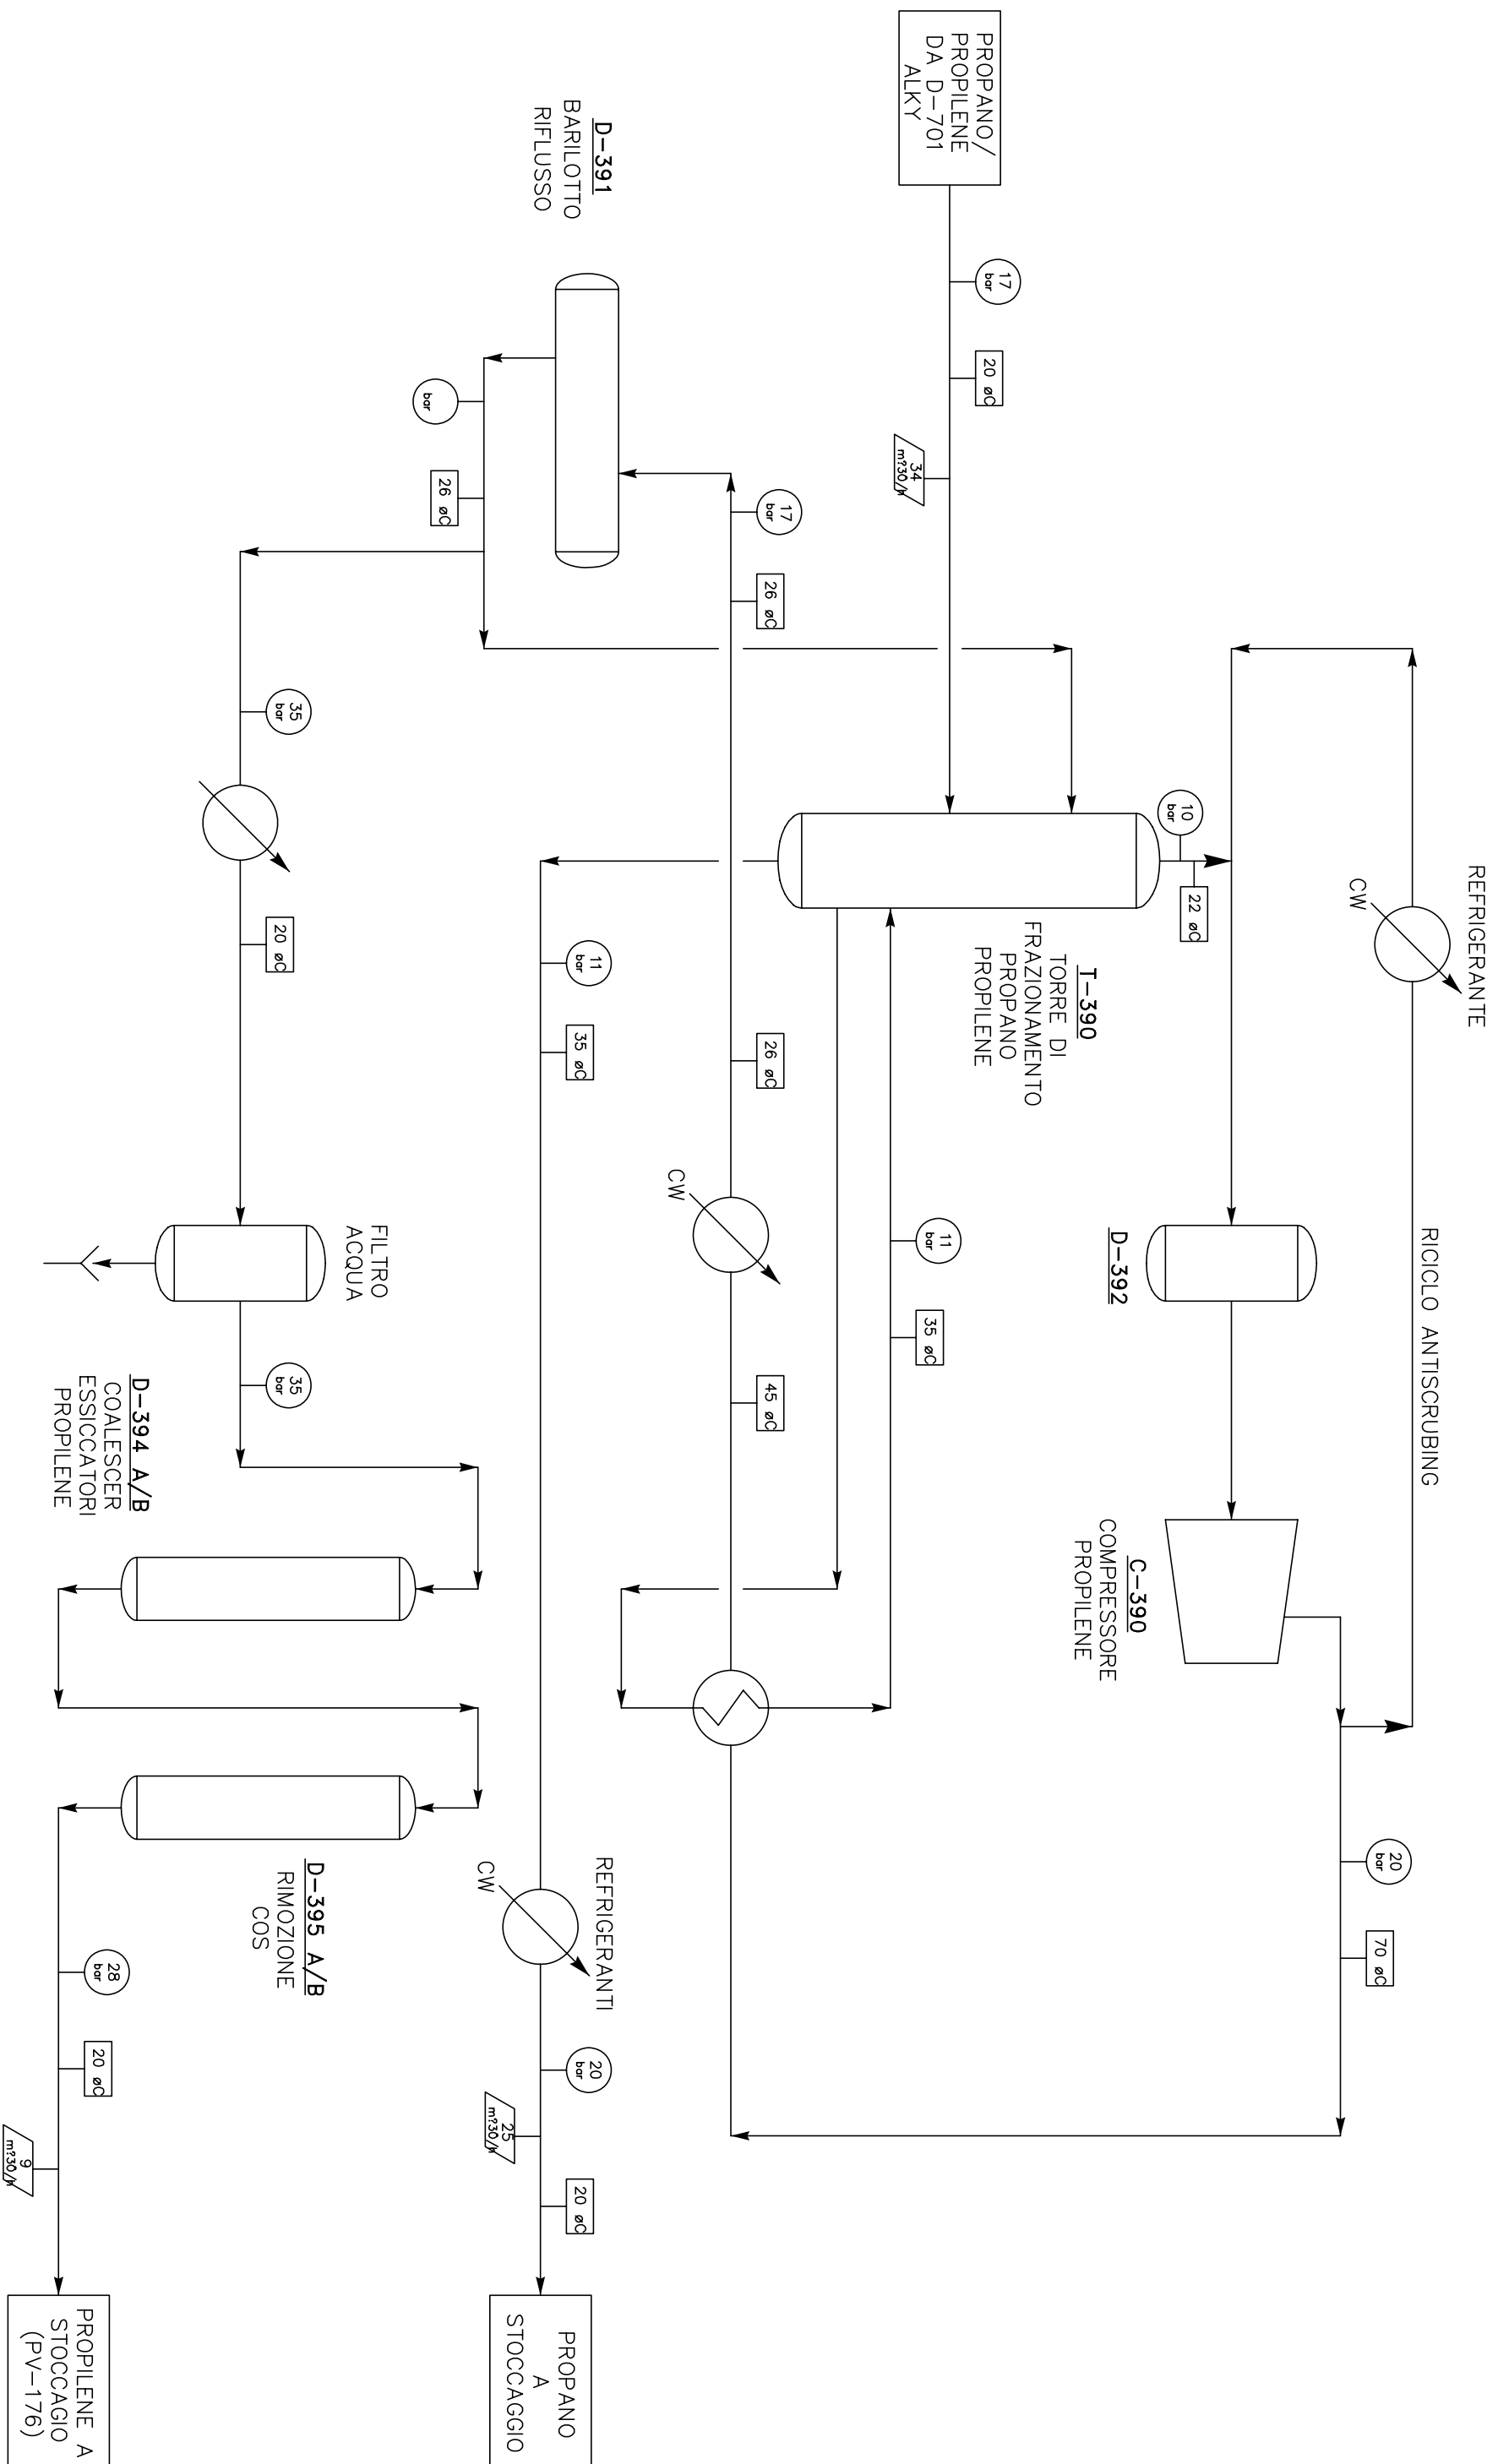 REFRIGERANTE
CW
RICICLO ANTISCRUBING
10
bar
22 øC
D-392
C-390
COMPRESSORE
PROPILENE
20
bar
70 øC
PROPANO/
PROPILENE
DA D-701
ALKY
17
bar
20 øC
34
m?30/h
T-390
TORRE DI
FRAZIONAMENTO
PROPANO
PROPILENE
11
bar
35 øC
17
bar
26 øC
26 øC
CW
45 øC
D-391
BARILOTTO
RIFLUSSO
bar
26 øC
11
bar
35 øC
REFRIGERANTI
CW
20
bar
25
m?30/h
20 øC
PROPANO
A
STOCCAGGIO
35
bar
20 øC
FILTRO
ACQUA
35
bar
D-394 A/B
COALESCER
ESSICCATORI
PROPILENE
D-395 A/B
RIMOZIONE
COS
28
bar
20 øC
9
m?30/h
PROPILENE A
STOCCAGIO
(PV-176)